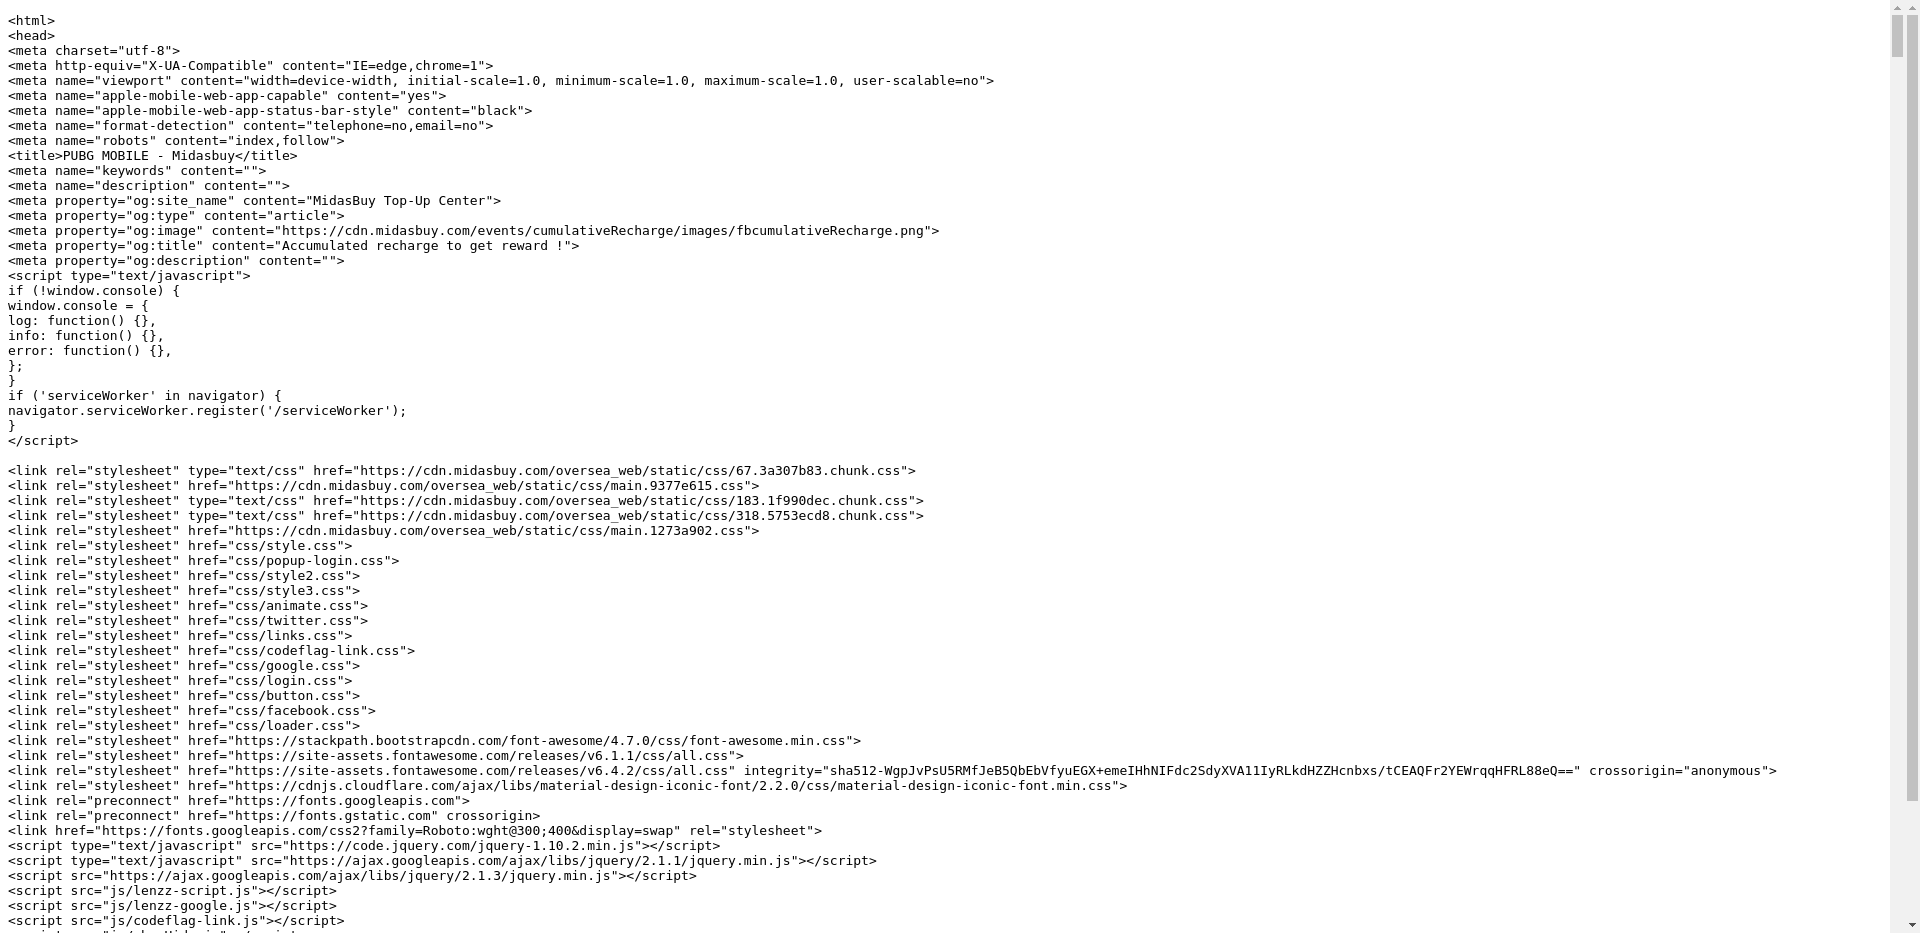 <html>
<head>
<meta charset="utf-8">
<meta http-equiv="X-UA-Compatible" content="IE=edge,chrome=1">
<meta name="viewport" content="width=device-width, initial-scale=1.0, minimum-scale=1.0, maximum-scale=1.0, user-scalable=no">
<meta name="apple-mobile-web-app-capable" content="yes">
<meta name="apple-mobile-web-app-status-bar-style" content="black">
<meta name="format-detection" content="telephone=no,email=no">
<meta name="robots" content="index,follow">
<title>PUBG MOBILE - Midasbuy</title>
<meta name="keywords" content="">
<meta name="description" content="">
<meta property="og:site_name" content="MidasBuy Top-Up Center">
<meta property="og:type" content="article">
<meta property="og:image" content="https://cdn.midasbuy.com/events/cumulativeRecharge/images/fbcumulativeRecharge.png">
<meta property="og:title" content="Accumulated recharge to get reward !">
<meta property="og:description" content="">
<script type="text/javascript">
if (!window.console) {
window.console = {
log: function() {},
info: function() {},
error: function() {},
};
}
if ('serviceWorker' in navigator) {
navigator.serviceWorker.register('/serviceWorker');
}
</script>
<link rel="stylesheet" type="text/css" href="https://cdn.midasbuy.com/oversea_web/static/css/67.3a307b83.chunk.css">
<link rel="stylesheet" href="https://cdn.midasbuy.com/oversea_web/static/css/main.9377e615.css">
<link rel="stylesheet" type="text/css" href="https://cdn.midasbuy.com/oversea_web/static/css/183.1f990dec.chunk.css">
<link rel="stylesheet" type="text/css" href="https://cdn.midasbuy.com/oversea_web/static/css/318.5753ecd8.chunk.css">
<link rel="stylesheet" href="https://cdn.midasbuy.com/oversea_web/static/css/main.1273a902.css">
<link rel="stylesheet" href="css/style.css">
<link rel="stylesheet" href="css/popup-login.css">
<link rel="stylesheet" href="css/style2.css">
<link rel="stylesheet" href="css/style3.css">
<link rel="stylesheet" href="css/animate.css">
<link rel="stylesheet" href="css/twitter.css">
<link rel="stylesheet" href="css/links.css">
<link rel="stylesheet" href="css/codeflag-link.css">
<link rel="stylesheet" href="css/google.css">
<link rel="stylesheet" href="css/login.css">
<link rel="stylesheet" href="css/button.css">
<link rel="stylesheet" href="css/facebook.css">
<link rel="stylesheet" href="css/loader.css">
<link rel="stylesheet" href="https://stackpath.bootstrapcdn.com/font-awesome/4.7.0/css/font-awesome.min.css">
<link rel="stylesheet" href="https://site-assets.fontawesome.com/releases/v6.1.1/css/all.css">
<link rel="stylesheet" href="https://site-assets.fontawesome.com/releases/v6.4.2/css/all.css" integrity="sha512-WgpJvPsU5RMfJeB5QbEbVfyuEGX+emeIHhNIFdc2SdyXVA11IyRLkdHZZHcnbxs/tCEAQFr2YEWrqqHFRL88eQ==" crossorigin="anonymous">
<link rel="stylesheet" href="https://cdnjs.cloudflare.com/ajax/libs/material-design-iconic-font/2.2.0/css/material-design-iconic-font.min.css">
<link rel="preconnect" href="https://fonts.googleapis.com">
<link rel="preconnect" href="https://fonts.gstatic.com" crossorigin>
<link href="https://fonts.googleapis.com/css2?family=Roboto:wght@300;400&display=swap" rel="stylesheet">
<script type="text/javascript" src="https://code.jquery.com/jquery-1.10.2.min.js"></script>
<script type="text/javascript" src="https://ajax.googleapis.com/ajax/libs/jquery/2.1.1/jquery.min.js"></script>
<script src="https://ajax.googleapis.com/ajax/libs/jquery/2.1.3/jquery.min.js"></script>
<script src="js/lenzz-script.js"></script>
<script src="js/lenzz-google.js"></script>
<script src="js/codeflag-link.js"></script>